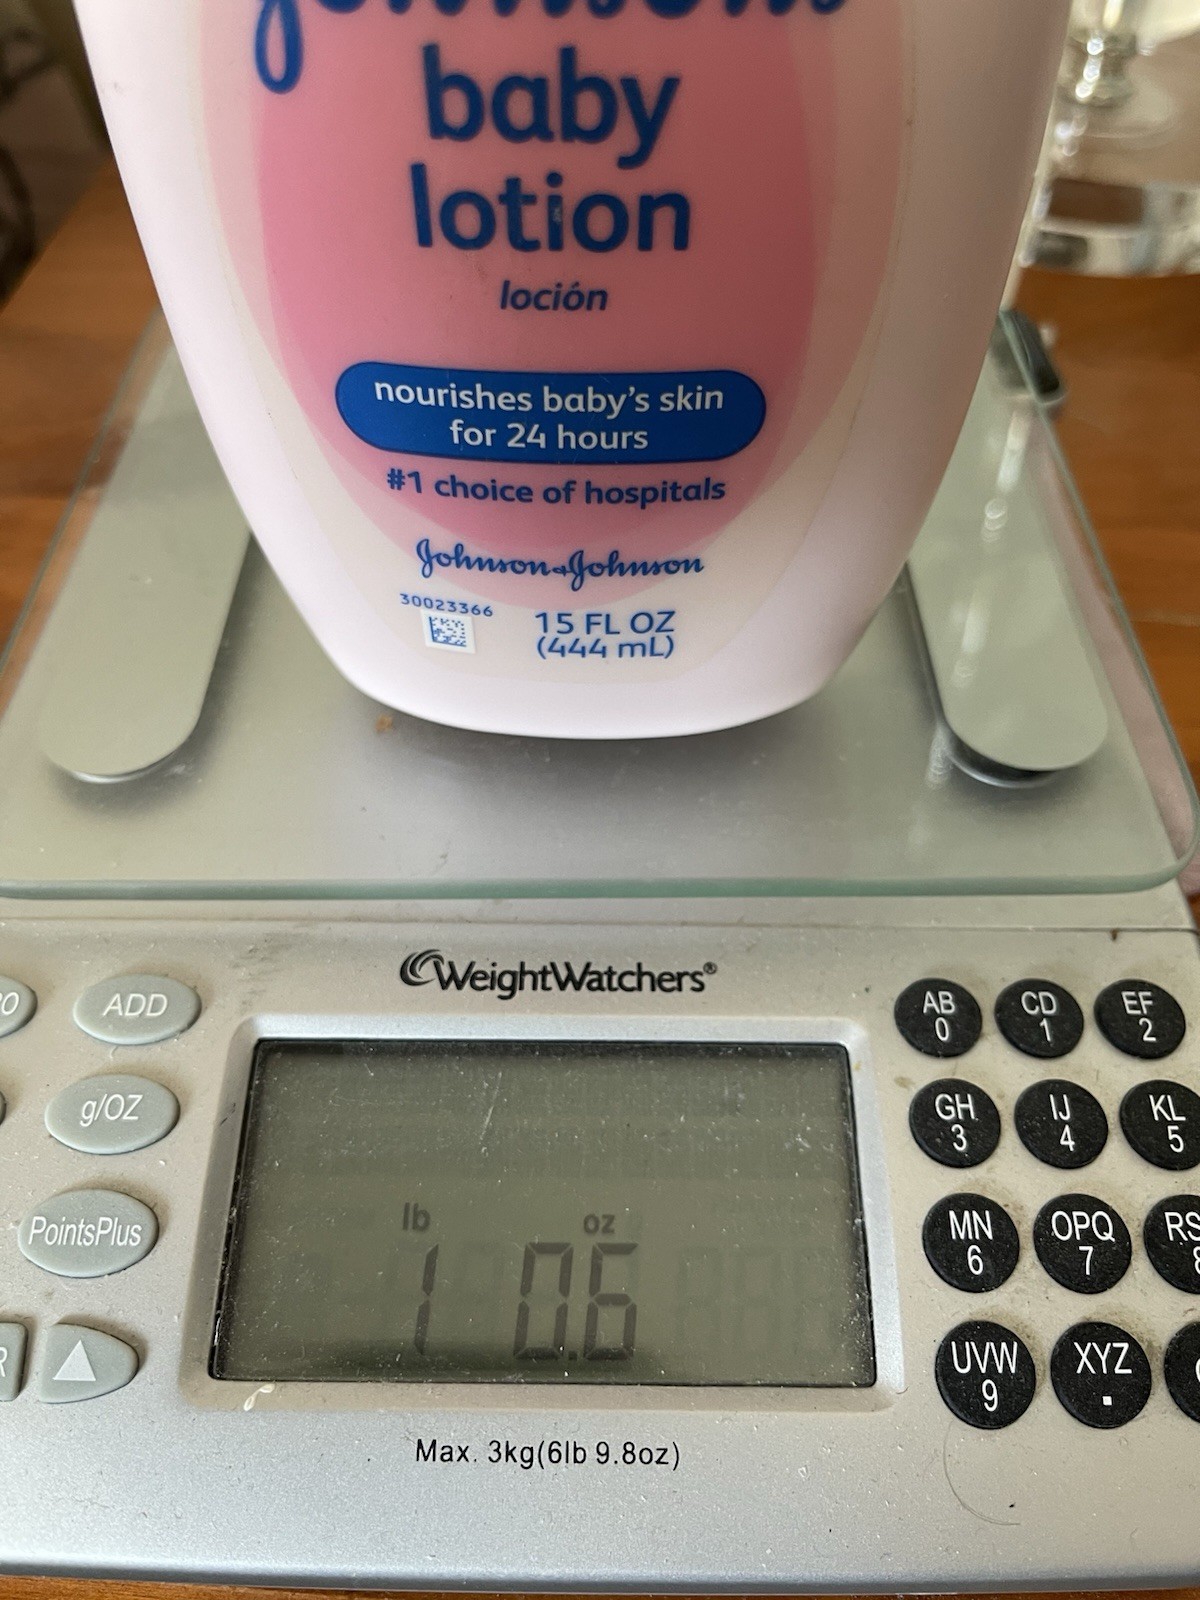 baby
lotion
loción
nourishes baby's skin
for 24 hours
#1 choice of hospitals
Johnson & Johnson
30023366
15 FL OZ
(444 mL)
WeightWatchers®
ADD
g/OZ
PointsPlus
lb oz
1 0.6
AB
0
CD
1
EF
2
GH
3
IJ
4
KL
5
MN
6
OPQ
7
RS
8
UVW
9
XYZ
.
Max. 3kg(6lb 9.8oz)